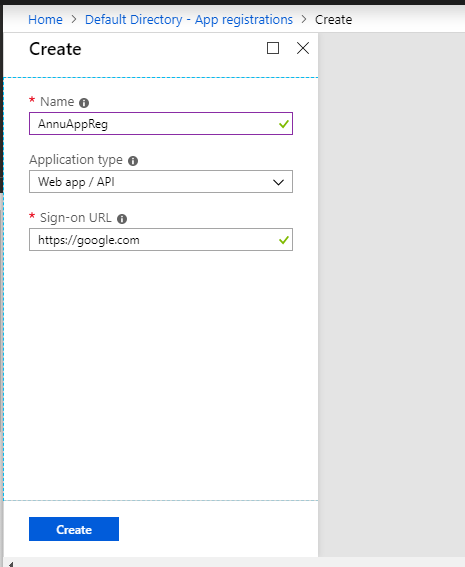 Home > Default Directory - App registrations > Create
Create
* Name
AnnuAppReg
Application type
Web app / API
* Sign-on URL
https://google.com
Create